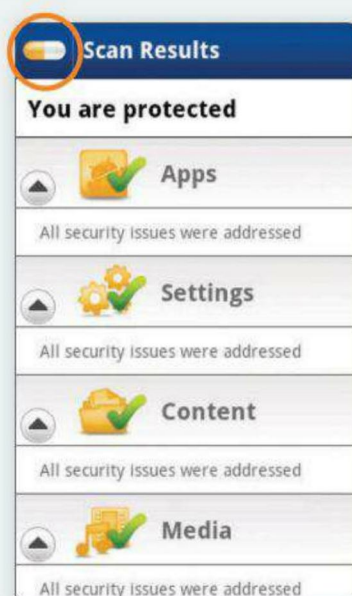 Scan Results
You are protected
Apps
All security issues were addressed
Settings
All security issues were addressed
Content
All security issues were addressed
Media
All security issues were addressed